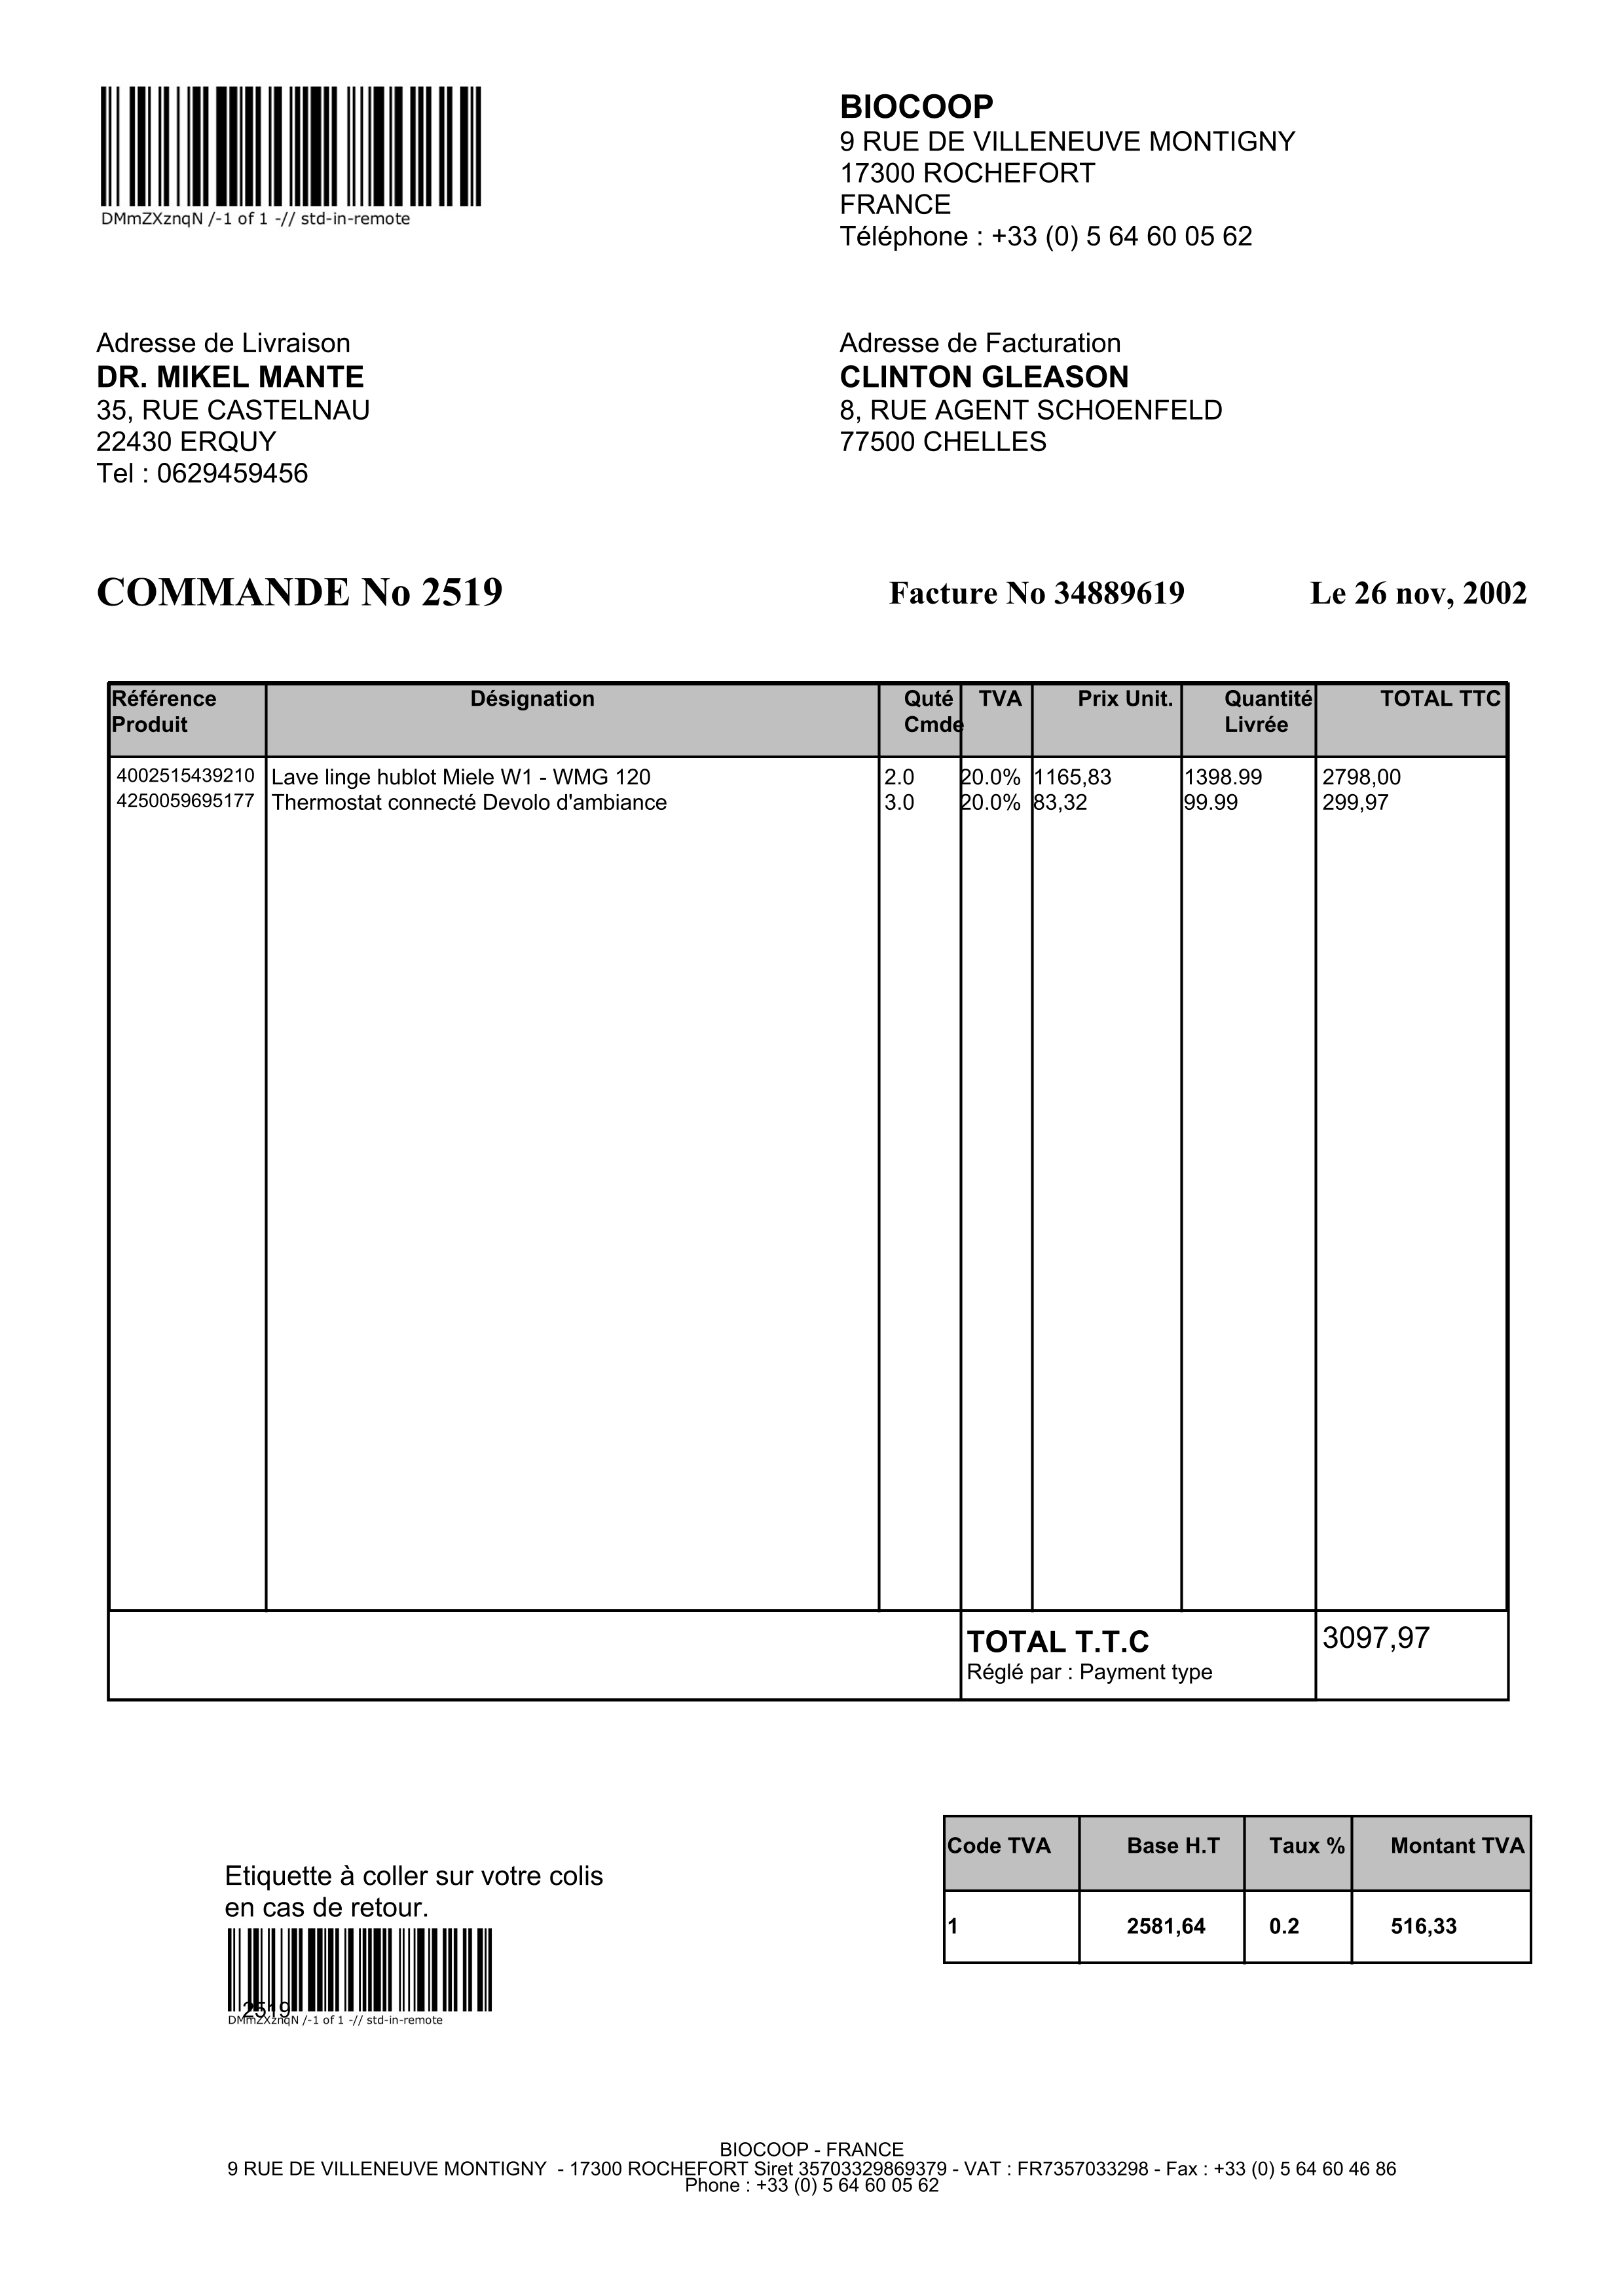 DMmZXznqN /-1 of 1 -// std-in-remote
BIOCOOP
9 RUE DE VILLENEUVE MONTIGNY
17300 ROCHEFORT
FRANCE
Téléphone : +33 (0) 5 64 60 05 62
Adresse de Livraison
DR. MIKEL MANTE
35, RUE CASTELNAU
22430 ERQUY
Tel : 0629459456
Adresse de Facturation
CLINTON GLEASON
8, RUE AGENT SCHOENFELD
77500 CHELLES
COMMANDE No 2519 Facture No 34889619 Le 26 nov, 2002
Référence Produit Désignation Quté Cmde TVA Prix Unit. Quantité Livrée TOTAL TTC
4002515439210 Lave linge hublot Miele W1 - WMG 120 2.0 20.0% 1165,83 1398.99 2798,00
4250059695177 Thermostat connecté Devolo d'ambiance 3.0 20.0% 83,32 99.99 299,97
TOTAL T.T.C 3097,97
Réglé par : Payment type
Code TVA Base H.T Taux % Montant TVA
1 2581,64 0.2 516,33
Etiquette à coller sur votre colis
en cas de retour.
2519
DMmZXznqN /-1 of 1 -// std-in-remote
BIOCOOP - FRANCE
9 RUE DE VILLENEUVE MONTIGNY - 17300 ROCHEFORT Siret 35703329869379 - VAT : FR7357033298 - Fax : +33 (0) 5 64 60 46 86
Phone : +33 (0) 5 64 60 05 62